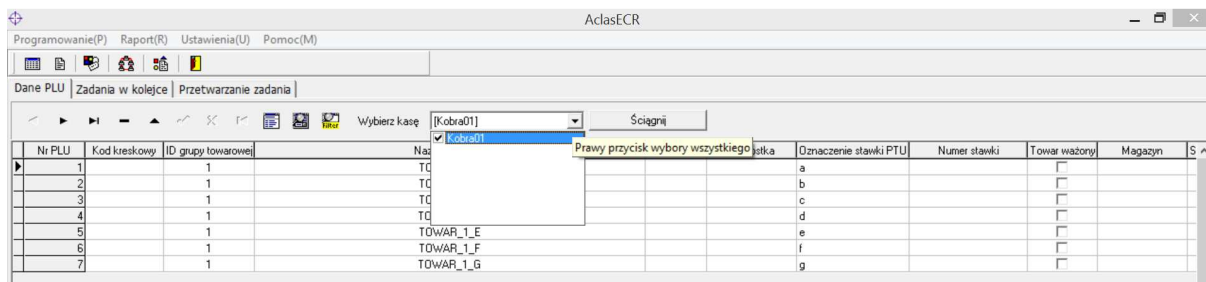 AclasECR
Programowanie(P) Raport(R) Ustawienia(U) Pomoc(M)
Dane PLU Zadania w kolejce Przetwarzanie zadania
Filter Wybierz kasę [Kobra01] Ściągnij
Kobra01
Prawy przycisk wybory wszystkiego
Nr PLU Kod kreskowy ID grupy towarowej Naz stka Oznaczenie stawki PTU Numer stawki Towar ważony Magazyn S
1 1 TO a
2 1 TO b
3 1 TO c
4 1 TO d
5 1 TOWAR_1_E e
6 1 TOWAR_1_F f
7 1 TOWAR_1_G g